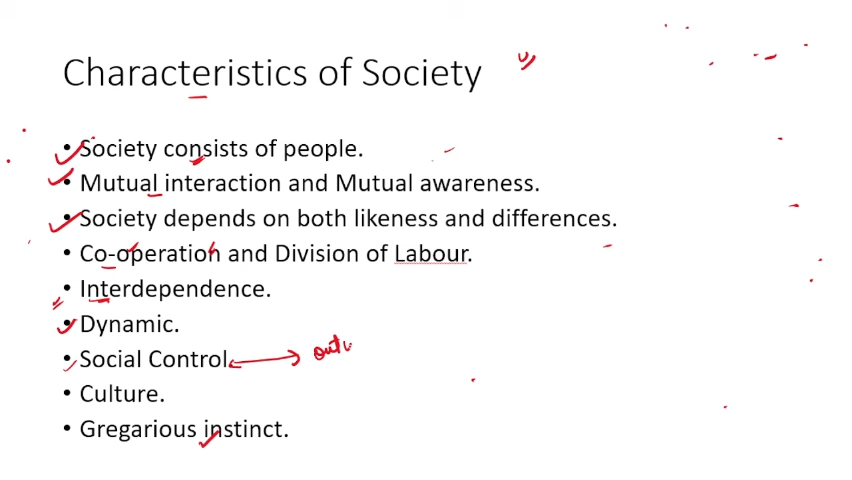 Characteristics of Society
• Society consists of people.
• Mutual interaction and Mutual awareness.
• Society depends on both likeness and differences.
• Co-operation and Division of Labour.
• Interdependence.
• Dynamic.
• Social Control.
• Culture.
• Gregarious instinct.